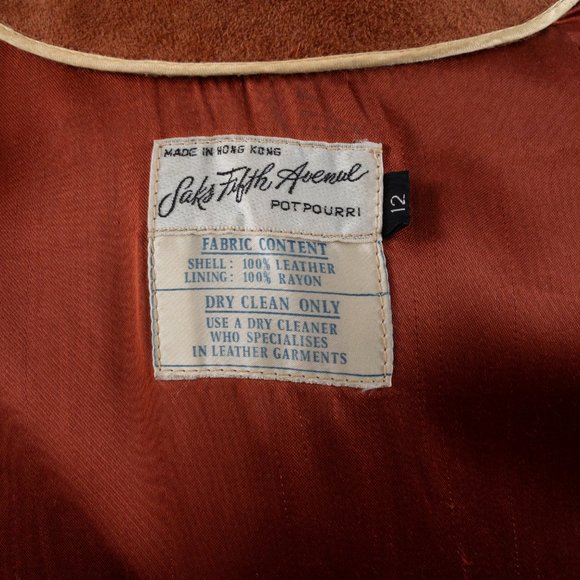 MADE IN HONG KONG
Saks Fifth Avenue
POTPOURRI
12
FABRIC CONTENT
SHELL: 100% LEATHER
LINING: 100% RAYON
DRY CLEAN ONLY
USE A DRY CLEANER
WHO SPECIALISES
IN LEATHER GARMENTS